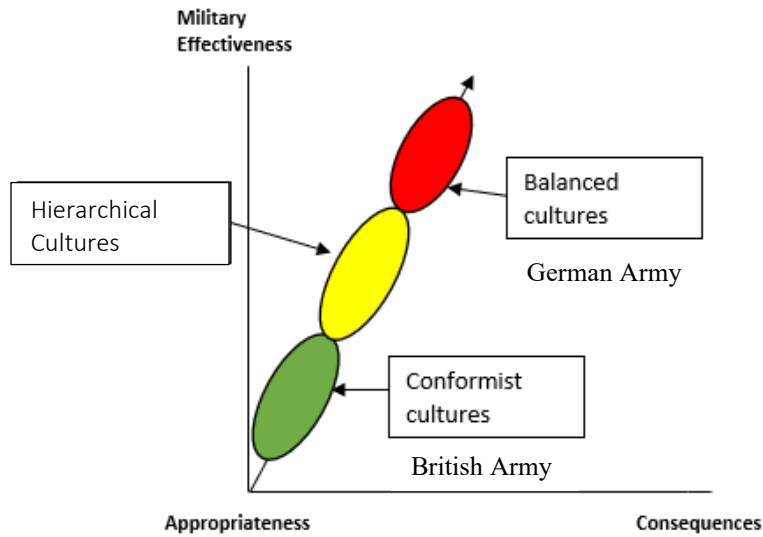 Military
Effectiveness
Balanced
cultures
Hierarchical
Cultures
German Army
Conformist
cultures
British Army
Appropriateness
Consequences